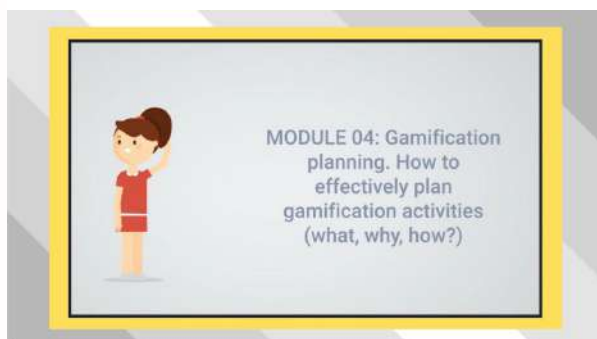 MODULE 04: Gamification
planning. How to
effectively plan
gamification activities
(what, why, how?)